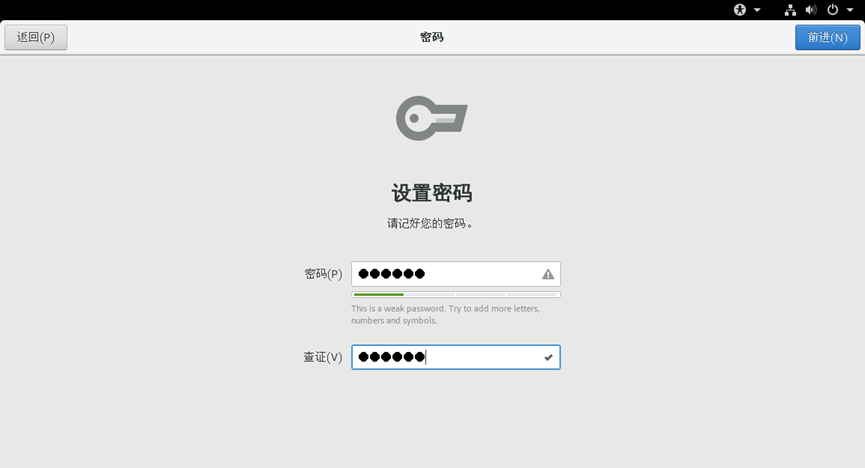 返回(P)
密码
前进(N)
设置密码
请记好您的密码。
密码(P)
This is a weak password. Try to add more letters,
numbers and symbols.
查证(V)